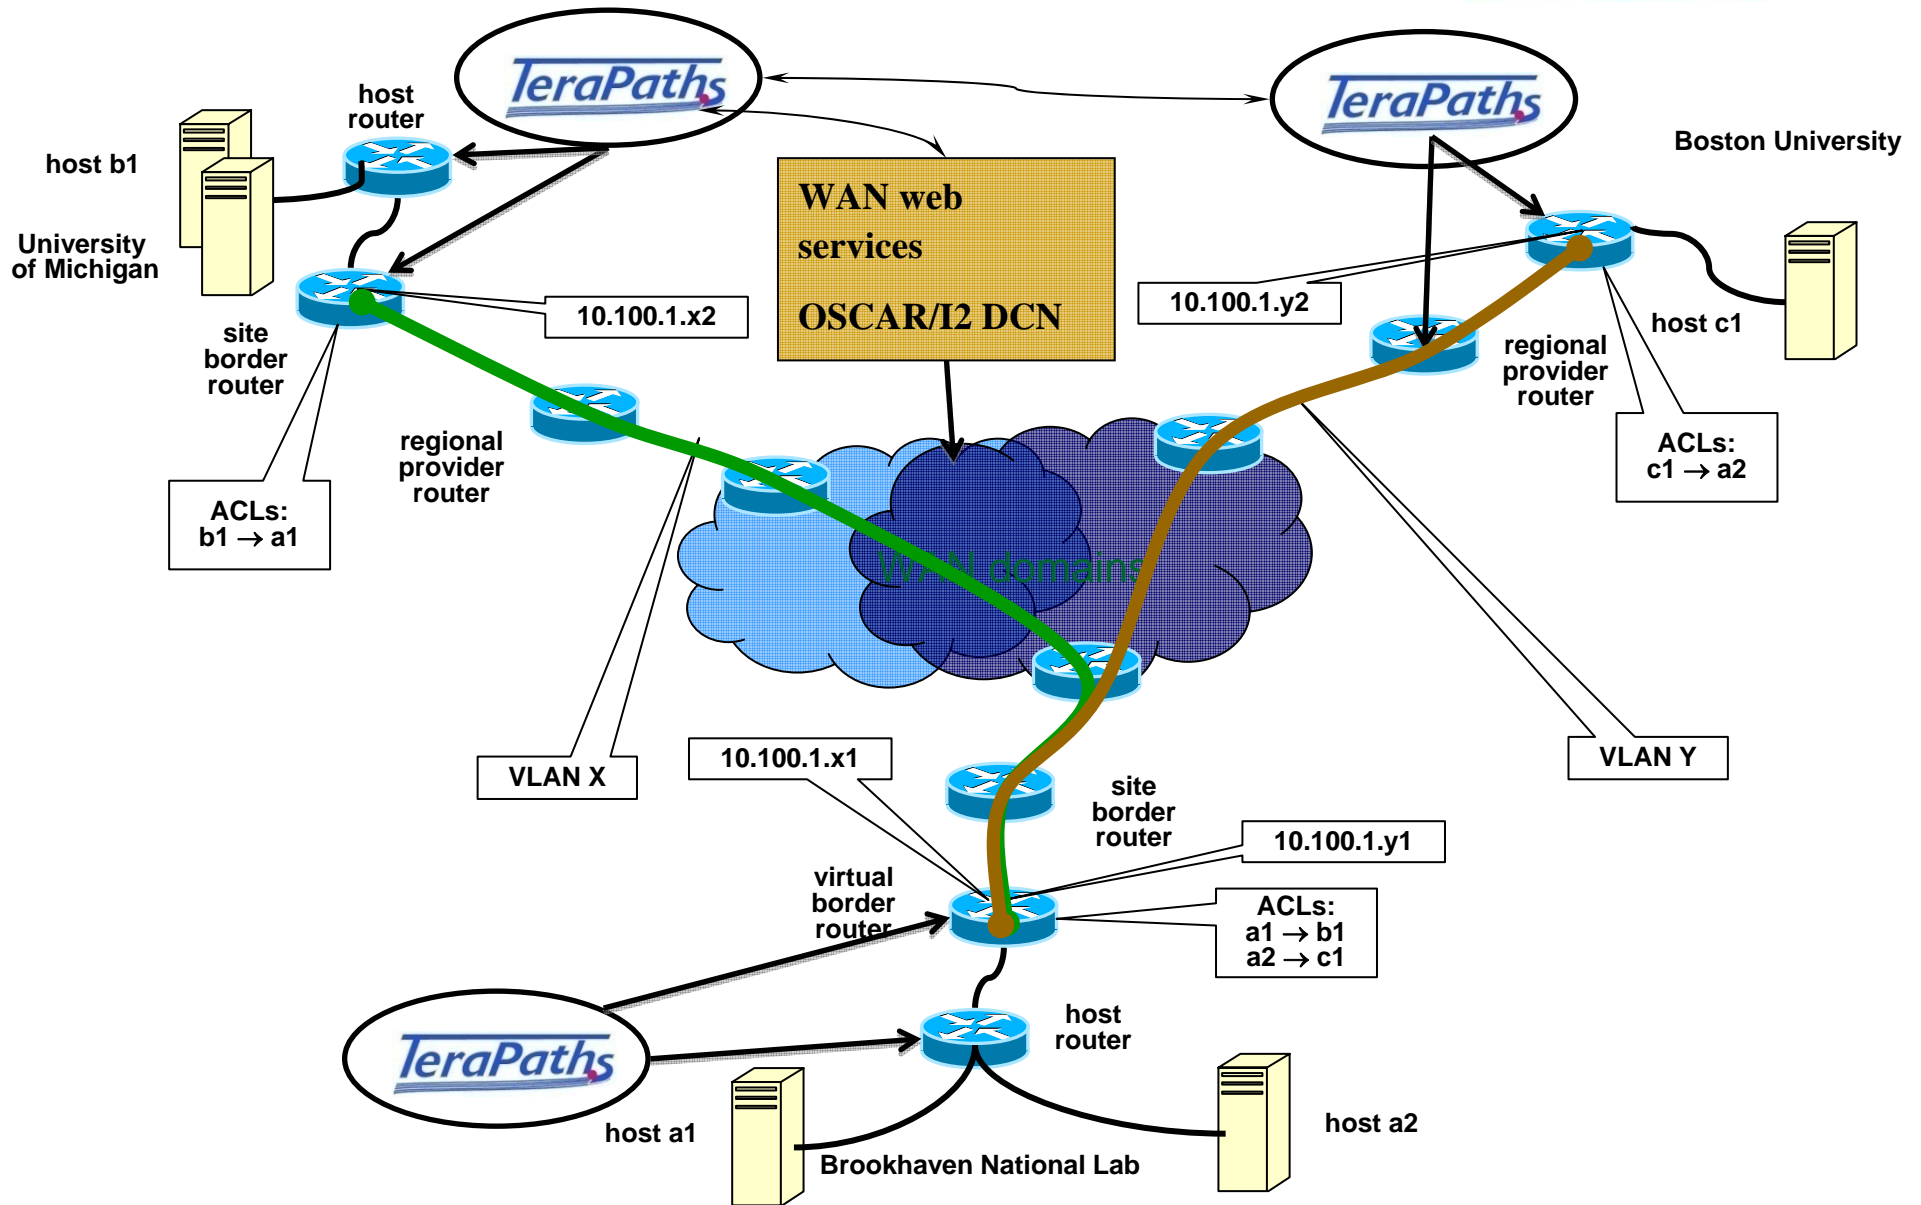 TeraPaths
TeraPaths
host
router
host b1
University
of Michigan
Boston University
WAN web
services
OSCAR/I2 DCN
10.100.1.x2
10.100.1.y2
host c1
site
border
router
regional
provider
router
regional
provider
router
ACLs:
b1 → a1
ACLs:
c1 → a2
WAN domains
VLAN X
10.100.1.x1
VLAN Y
site
border
router
10.100.1.y1
virtual
border
router
ACLs:
a1 → b1
a2 → c1
TeraPaths
host
router
host a1
host a2
Brookhaven National Lab